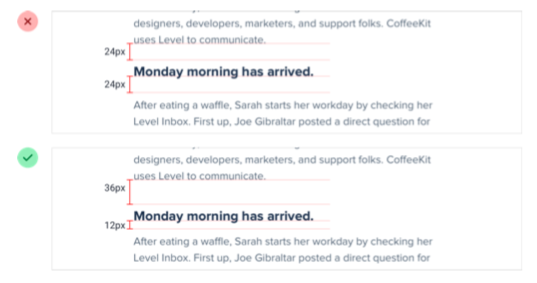 designers, developers, marketers, and support folks. CoffeeKit
uses Level to communicate.
24px
Monday morning has arrived.
24px
After eating a waffle, Sarah starts her workday by checking her
Level Inbox. First up, Joe Gibraltar posted a direct question for
designers, developers, marketers, and support folks. CoffeeKit
uses Level to communicate.
36px
Monday morning has arrived.
12px
After eating a waffle, Sarah starts her workday by checking her
Level Inbox. First up, Joe Gibraltar posted a direct question for